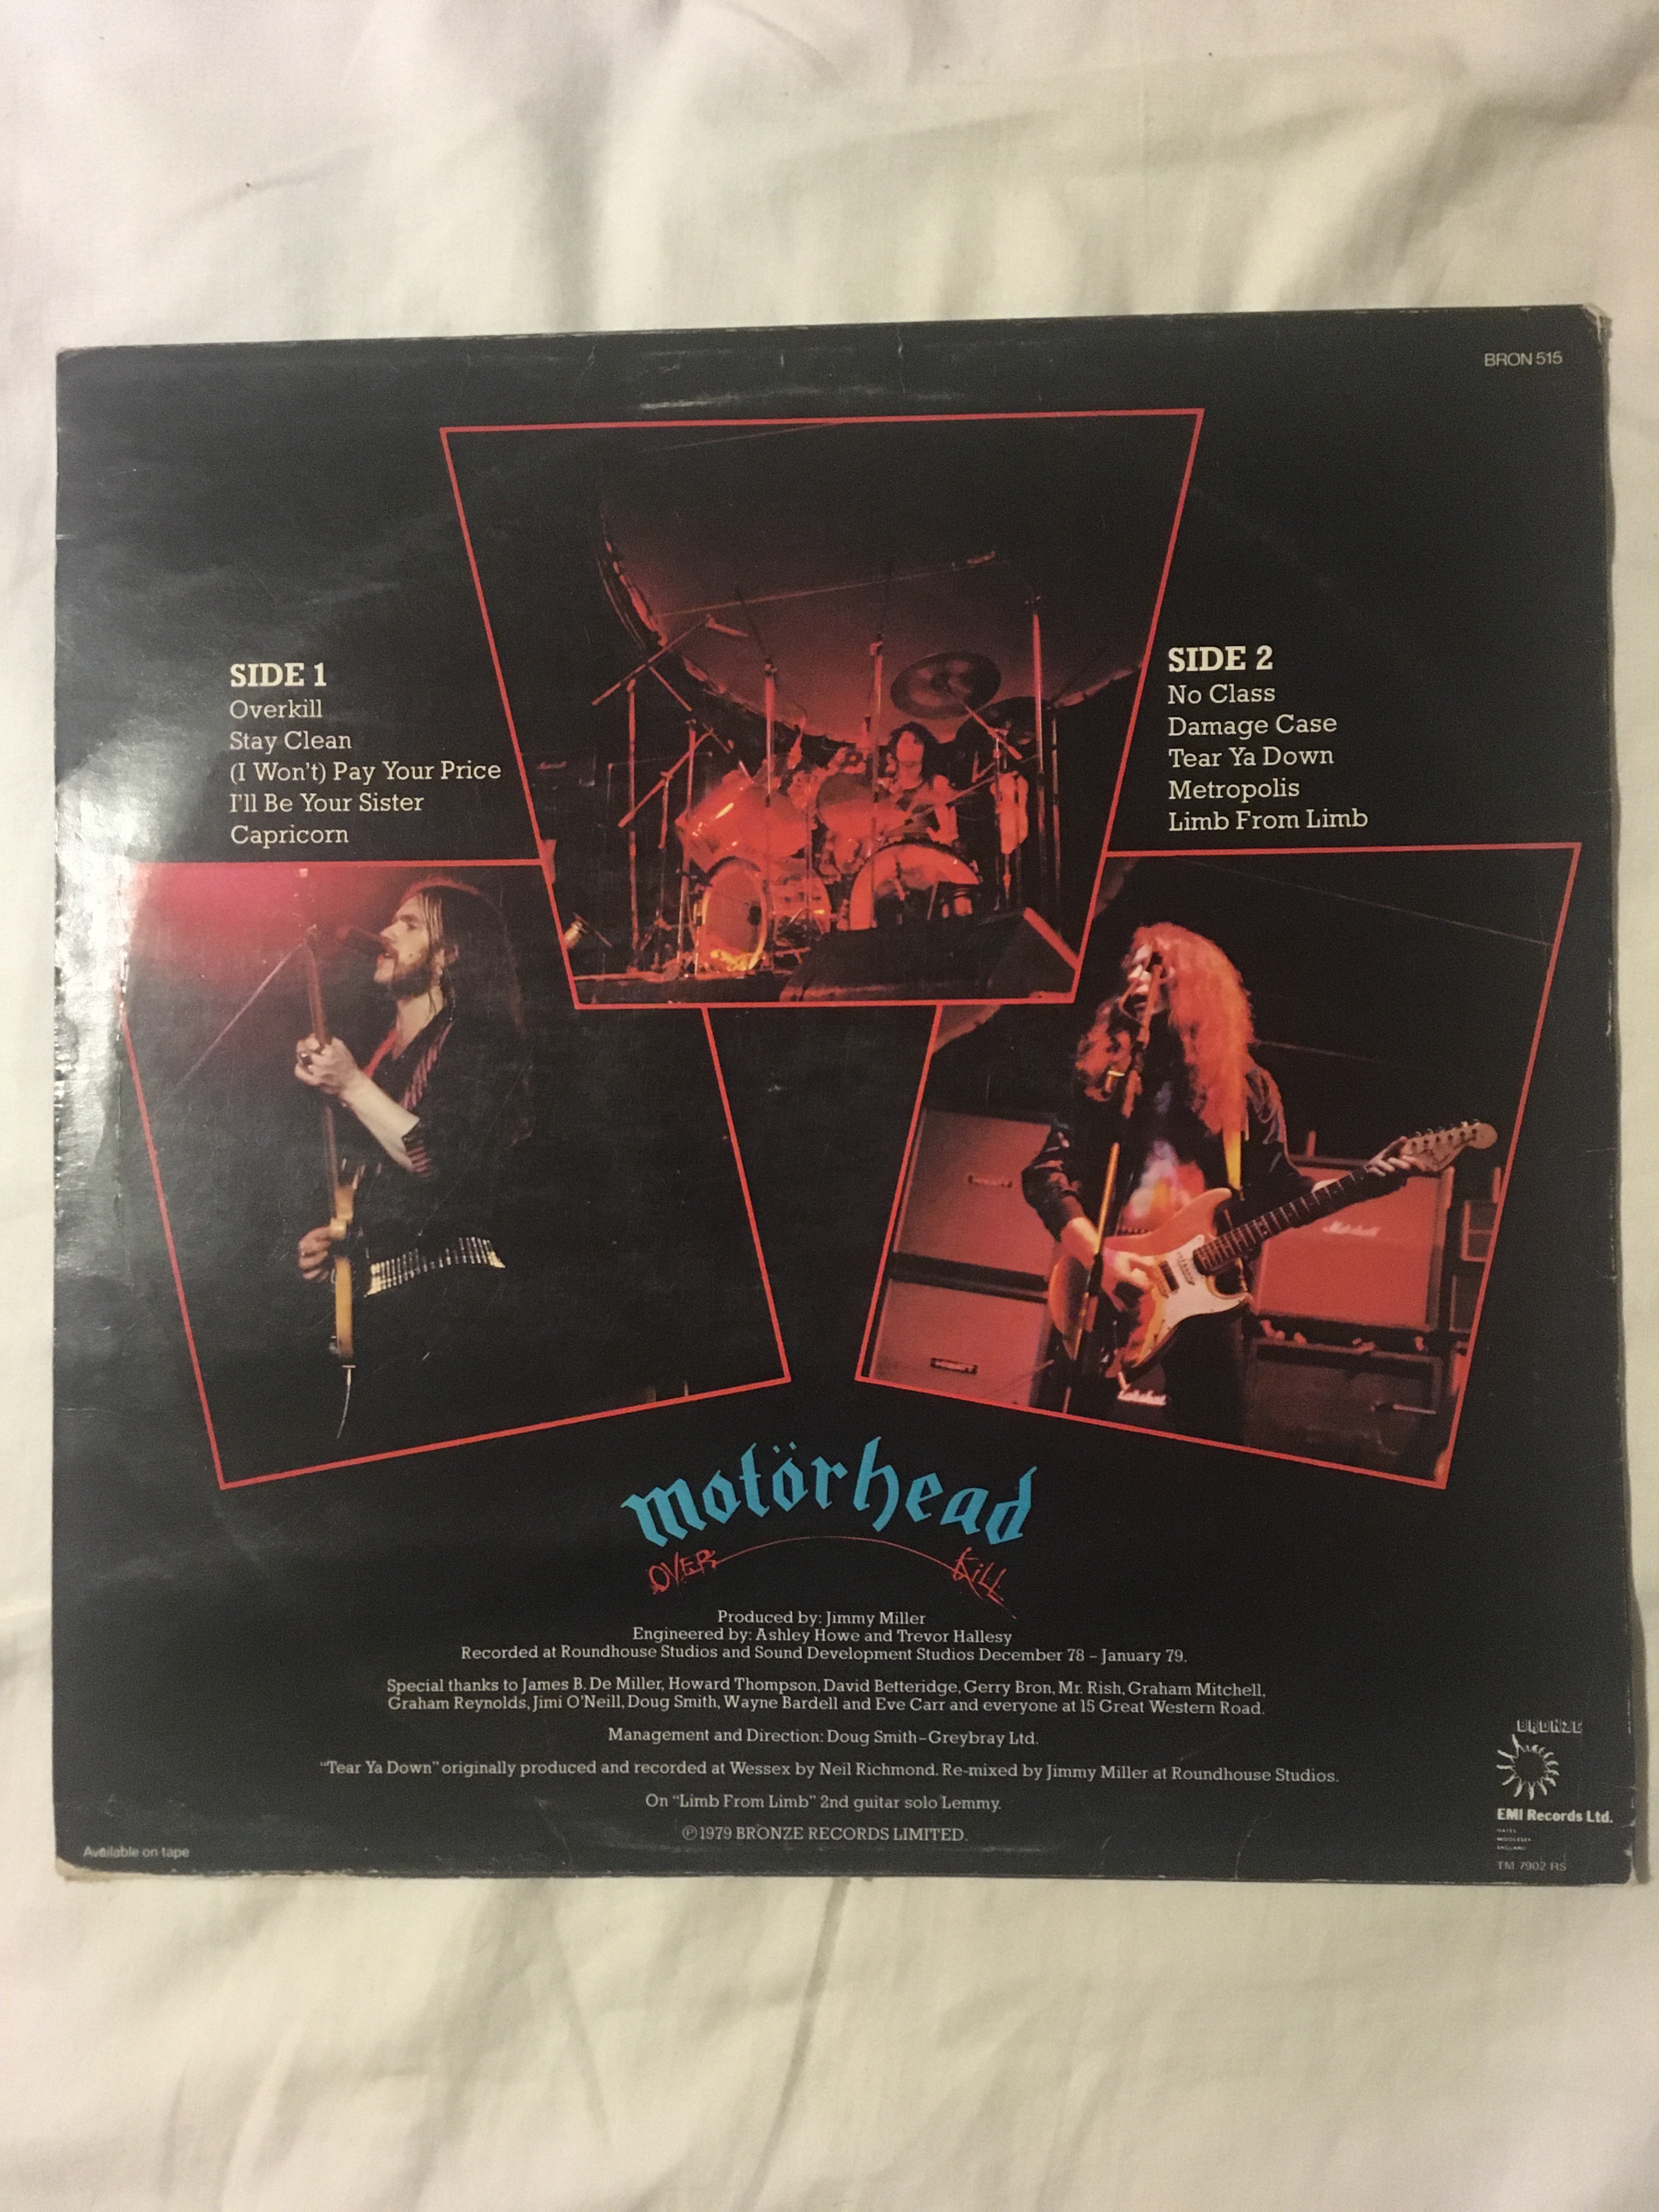 BRON 515
SIDE 1
Overkill
Stay Clean
(I Won't) Pay Your Price
I'll Be Your Sister
Capricorn
SIDE 2
No Class
Damage Case
Tear Ya Down
Metropolis
Limb From Limb
Marshall
motörhead
OVER KiLL
Produced by: Jimmy Miller
Engineered by: Ashley Howe and Trevor Hallesy
Recorded at Roundhouse Studios and Sound Development Studios December 78 – January 79.
Special thanks to James B. De Miller, Howard Thompson, David Betteridge, Gerry Bron, Mr. Rish, Graham Mitchell,
Graham Reynolds, Jimi O'Neill, Doug Smith, Wayne Bardell and Eve Carr and everyone at 15 Great Western Road.
Management and Direction: Doug Smith–Greybray Ltd.
“Tear Ya Down” originally produced and recorded at Wessex by Neil Richmond. Re-mixed by Jimmy Miller at Roundhouse Studios.
On “Limb From Limb” 2nd guitar solo Lemmy.
℗ 1979 BRONZE RECORDS LIMITED.
Available on tape
BRONZE
EMI Records Ltd.
HAYES
MIDDLESEX
ENGLAND
TM 7902 RS